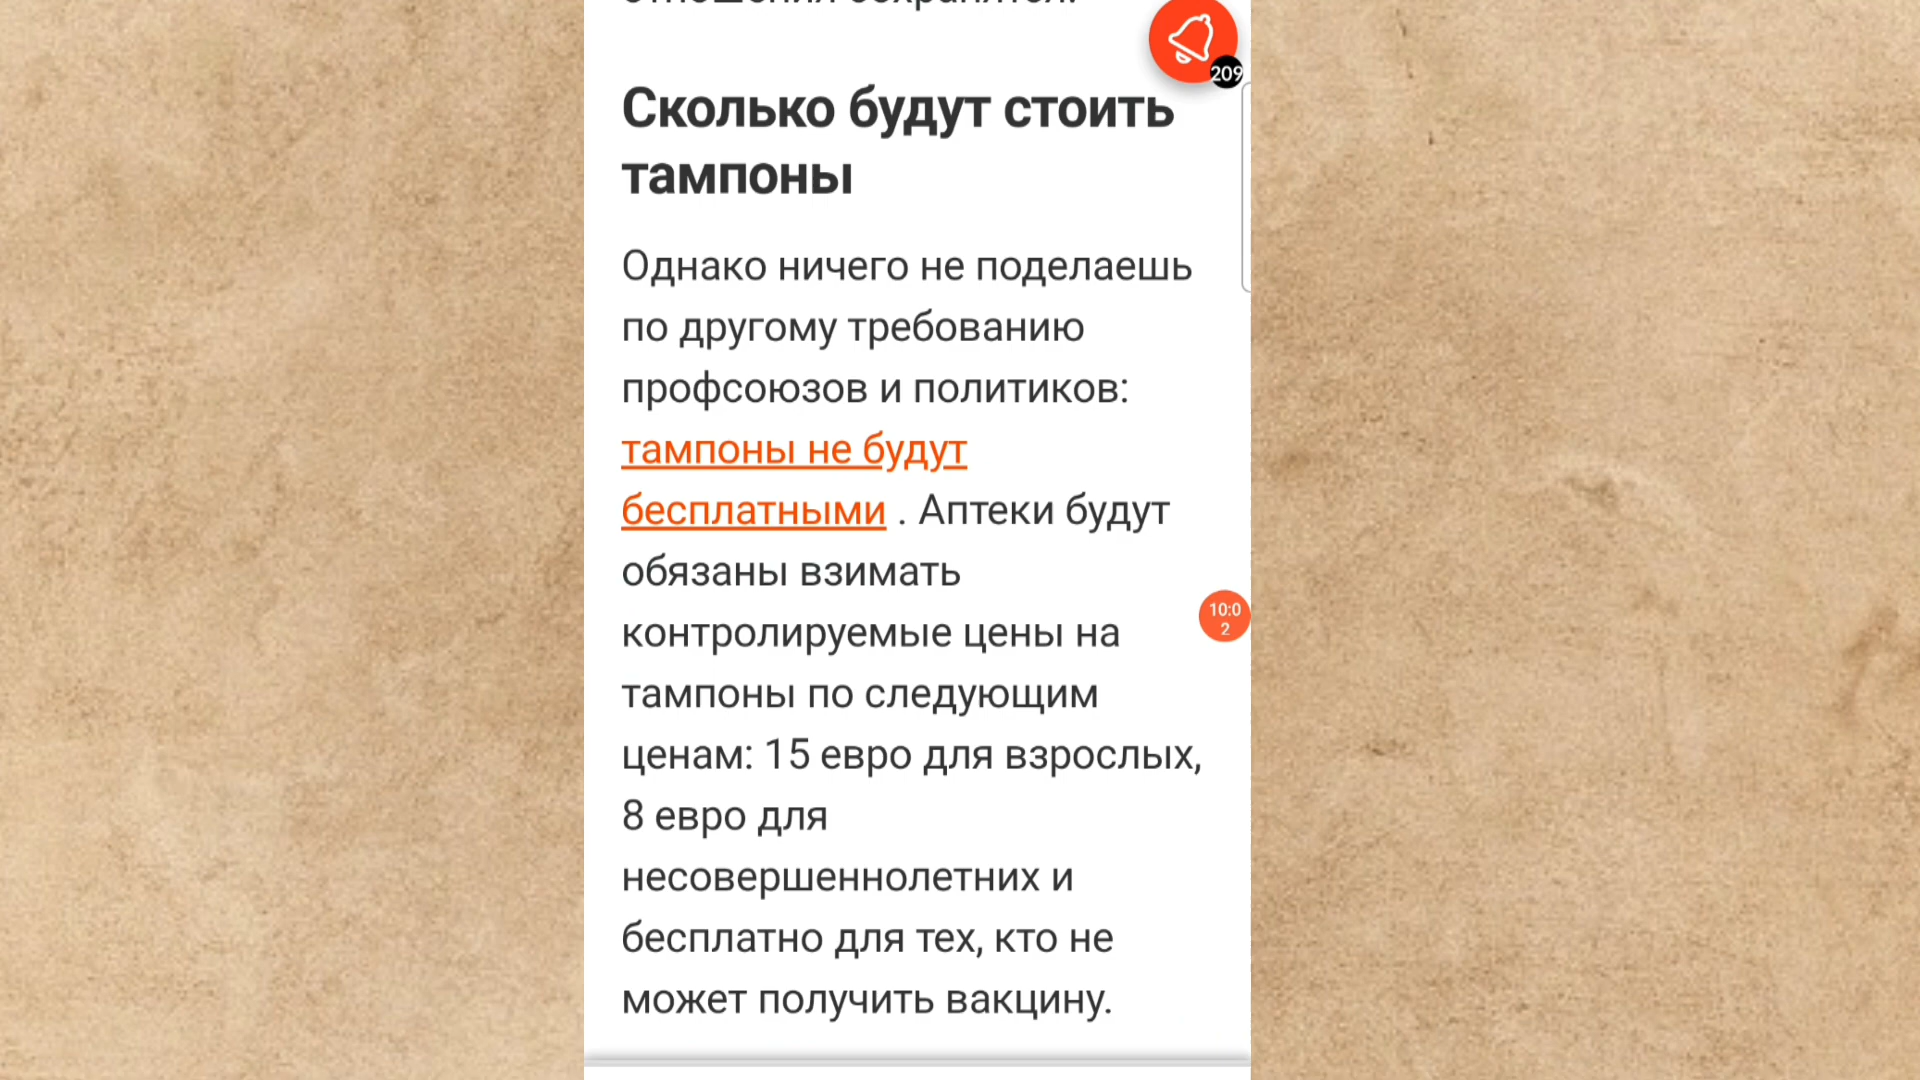 209
Сколько будут стоить
тампоны
Однако ничего не поделаешь
по другому требованию
профсоюзов и политиков:
тампоны не будут
бесплатными . Аптеки будут
обязаны взимать
контролируемые цены на
10:0
2
тампоны по следующим
ценам: 15 евро для взрослых,
8 евро для
несовершеннолетних и
бесплатно для тех, кто не
может получить вакцину.